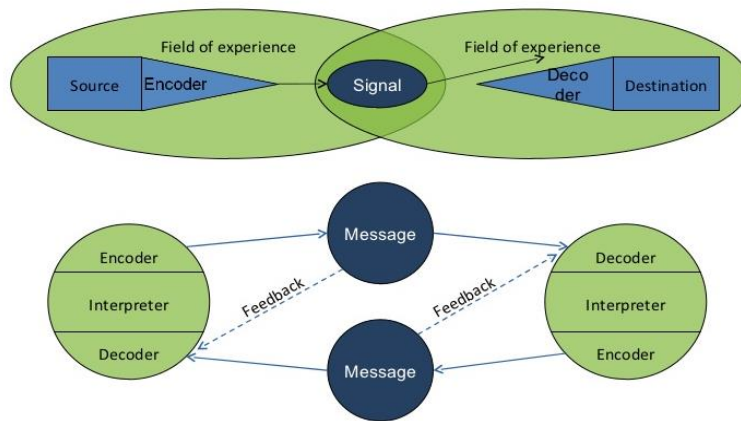 Field of experience
Field of experience
Source
Encoder
Signal
Deco
der
Destination
Message
Encoder
Interpreter
Decoder
Feedback
Feedback
Decoder
Interpreter
Encoder
Message